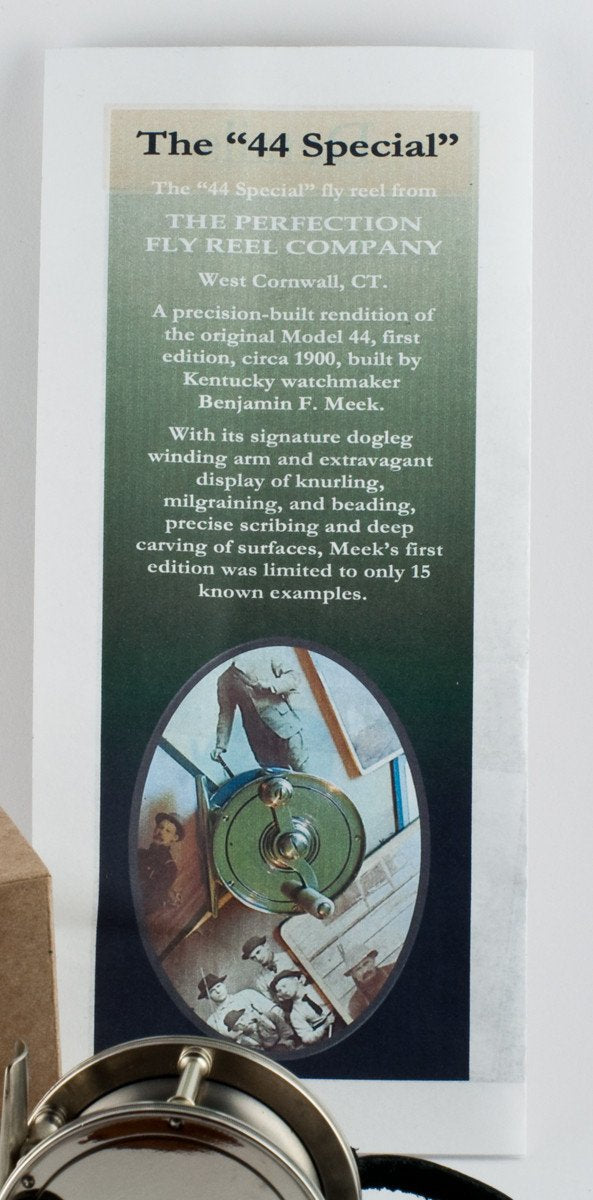 The “44 Special”
The “44 Special” fly reel from
THE PERFECTION
FLY REEL COMPANY
West Cornwall, CT.
A precision-built rendition of
the original Model 44, first
edition, circa 1900, built by
Kentucky watchmaker
Benjamin F. Meek.
With its signature dogleg
winding arm and extravagant
display of knurling,
milgraining, and beading,
precise scribing and deep
carving of surfaces, Meek’s first
edition was limited to only 15
known examples.